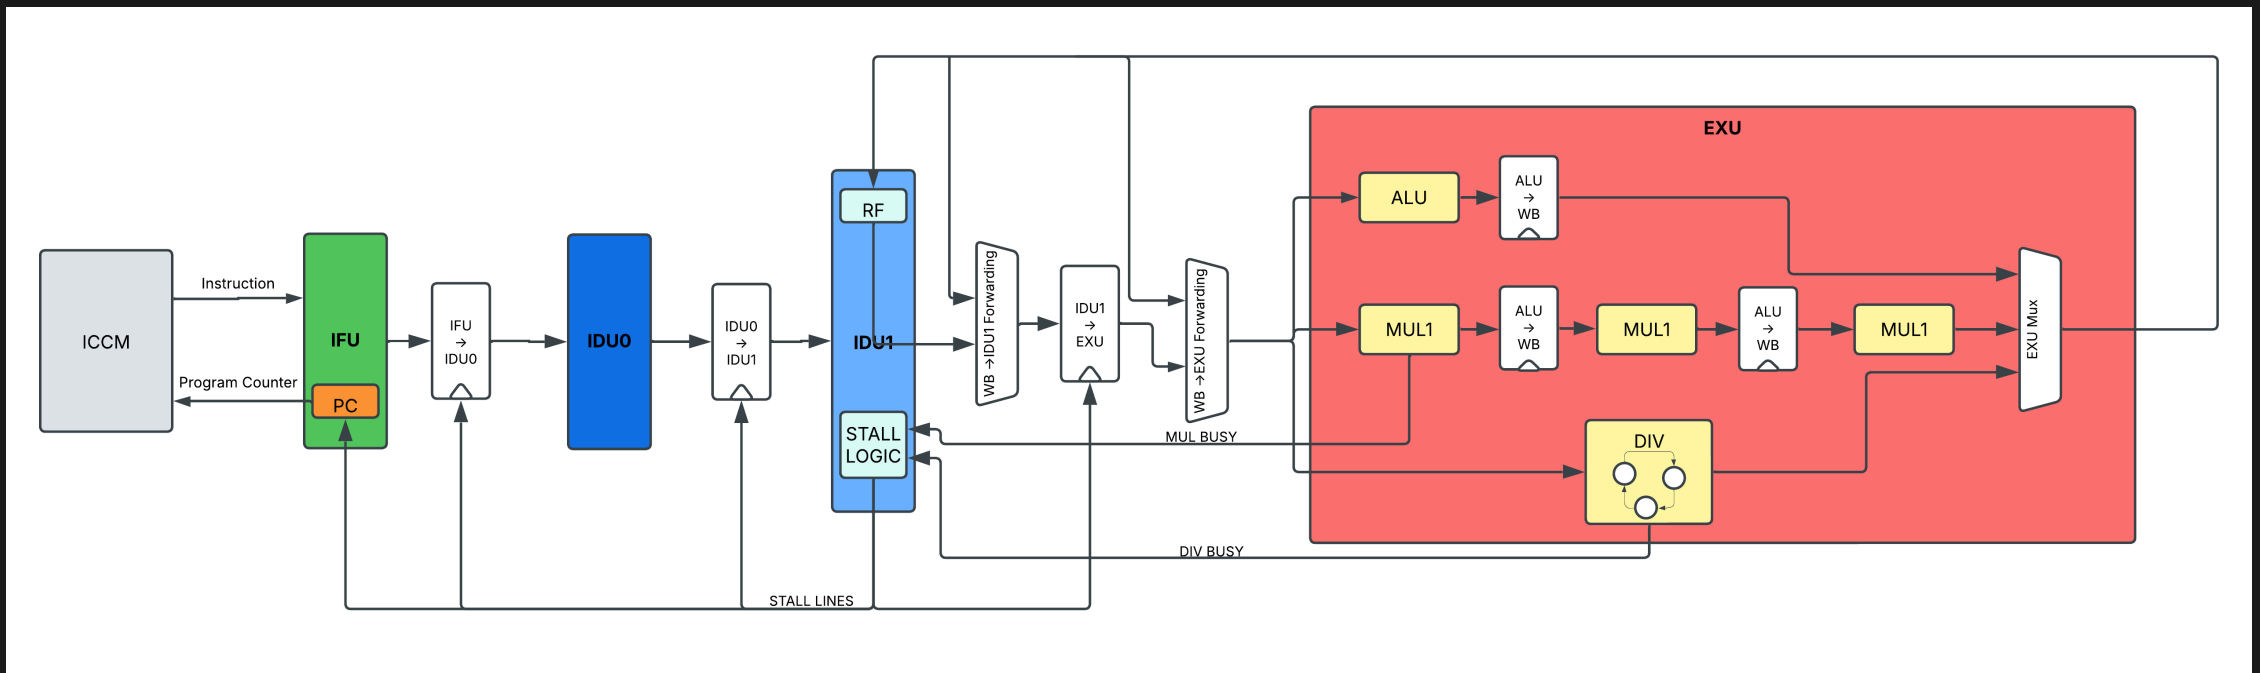 EXU
ALU
ALU
→
WB
RF
ICCM
Instruction
Program Counter
IFU
PC
IFU
→
IDU0
IDU0
IDU0
→
IDU1
IDU1
STALL
LOGIC
WB →IDU1 Forwarding
IDU1
→
EXU
WB →EXU Forwarding
MUL1
ALU
→
WB
MUL1
ALU
→
WB
MUL1
EXU Mux
MUL BUSY
DIV
DIV BUSY
STALL LINES